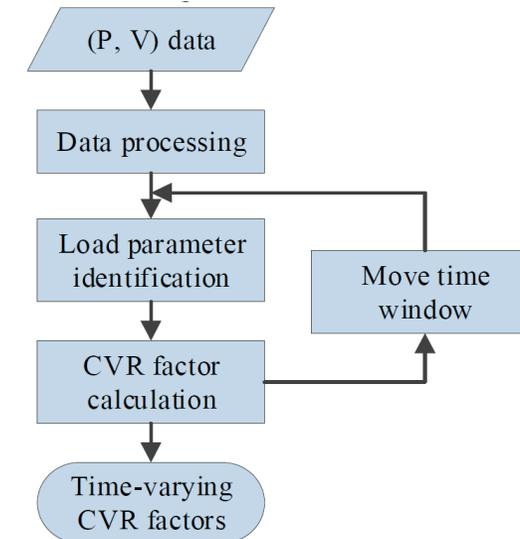 (P, V) data
Data processing
Load parameter
identification
Move time
window
CVR factor
calculation
Time-varying
CVR factors